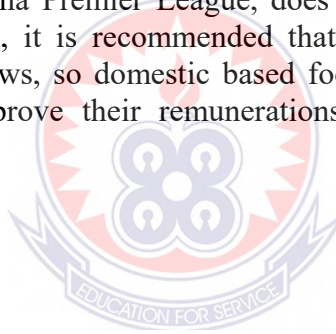 na Premier League, does
, it is recommended that
ws, so domestic based foo
prove their remunerations
EDUCATION FOR SERVICE